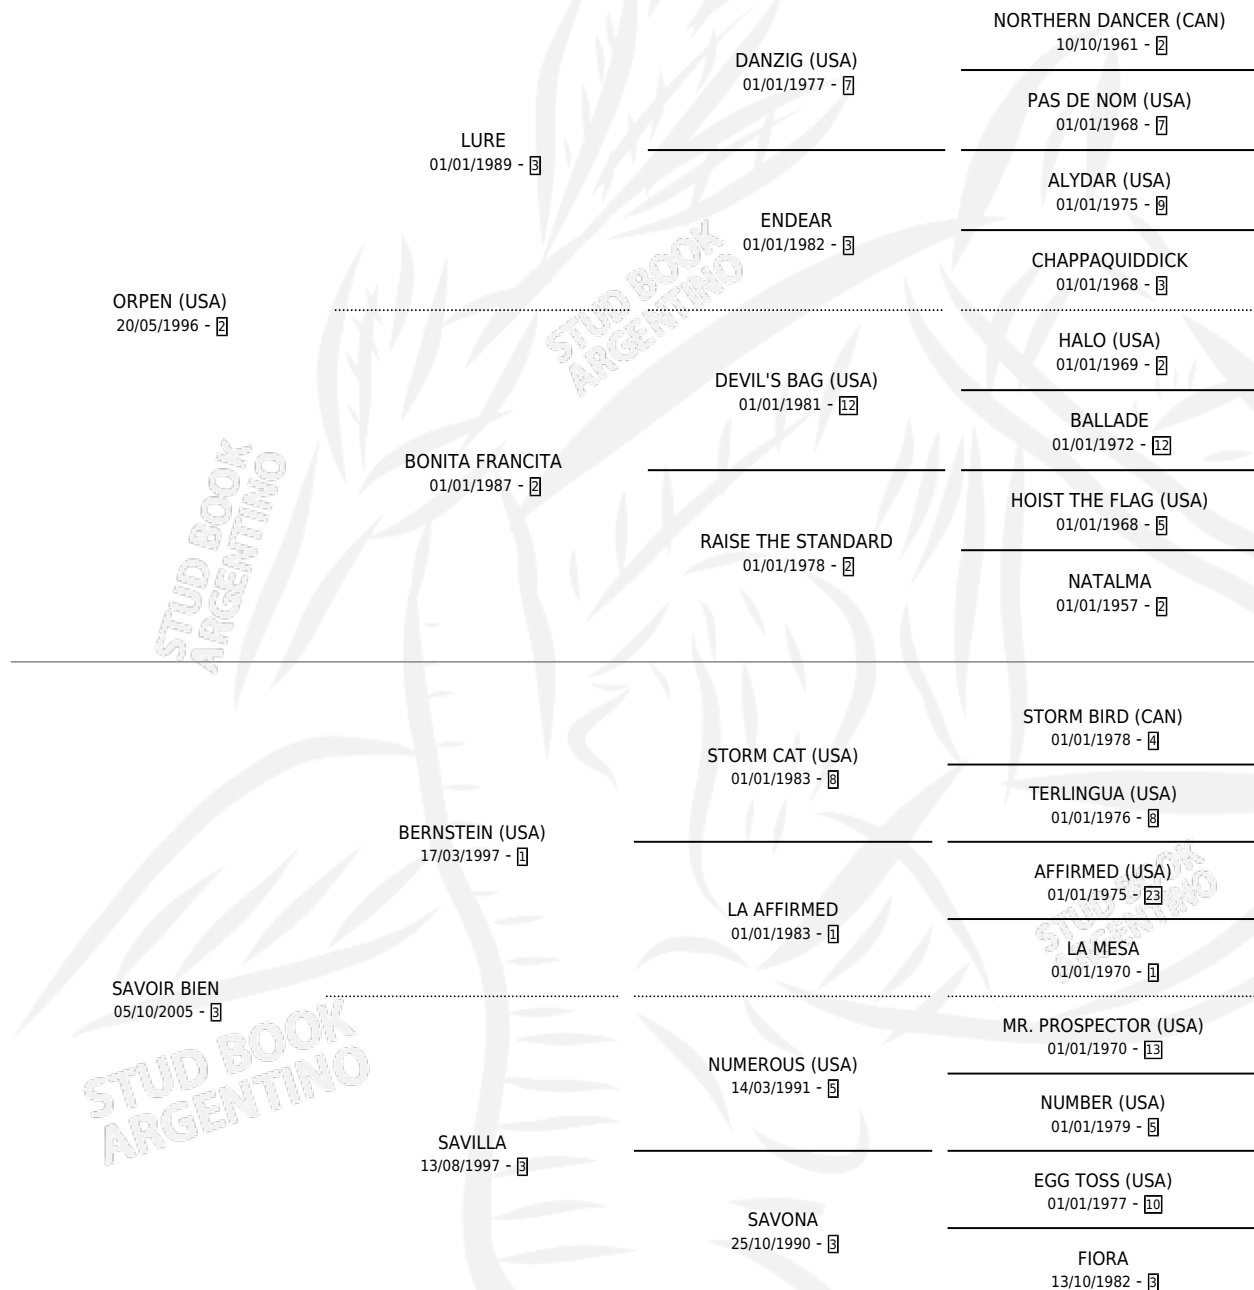 NORTHERN DANCER (CAN)
10/10/1961 - 2
DANZIG (USA)
01/01/1977 - 7
PAS DE NOM (USA)
01/01/1968 - 7
LURE
01/01/1989 - 3
ALYDAR (USA)
01/01/1975 - 9
ENDEAR
01/01/1982 - 3
CHAPPAQUIDDICK
01/01/1968 - 3
ORPEN (USA)
20/05/1996 - 2
HALO (USA)
01/01/1969 - 2
DEVIL'S BAG (USA)
01/01/1981 - 12
BALLADE
01/01/1972 - 12
BONITA FRANCITA
01/01/1987 - 2
HOIST THE FLAG (USA)
01/01/1968 - 5
RAISE THE STANDARD
01/01/1978 - 2
NATALMA
01/01/1957 - 2
STORM BIRD (CAN)
01/01/1978 - 4
STORM CAT (USA)
01/01/1983 - 8
TERLINGUA (USA)
01/01/1976 - 8
BERNSTEIN (USA)
17/03/1997 - 1
AFFIRMED (USA)
01/01/1975 - 23
LA AFFIRMED
01/01/1983 - 1
LA MESA
01/01/1970 - 1
SAVOIR BIEN
05/10/2005 - 3
MR. PROSPECTOR (USA)
01/01/1970 - 13
NUMEROUS (USA)
14/03/1991 - 5
NUMBER (USA)
01/01/1979 - 5
SAVILLA
13/08/1997 - 3
EGG TOSS (USA)
01/01/1977 - 10
SAVONA
25/10/1990 - 3
FIORA
13/10/1982 - 3
STUD BOOK
ARGENTINO
STUD BOOK
ARGENTINO
STUD BOOK
ARGENTINO
STUD BOOK
ARGENTINO